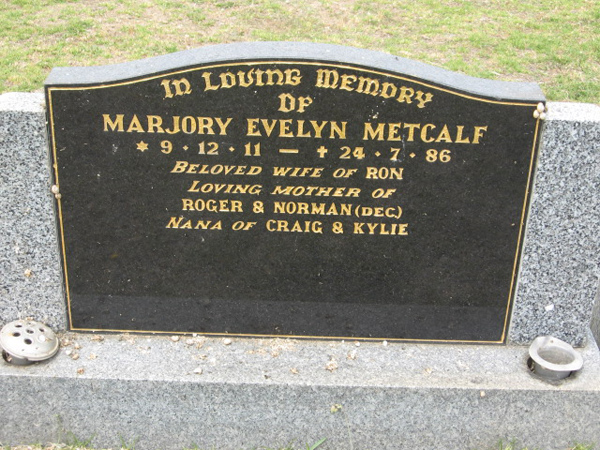 In Loving Memory
Of
MARJORY EVELYN METCALF
* 9 · 12 · 11 — ✝ 24 · 7 · 86
BELOVED WIFE OF RON
LOVING MOTHER OF
ROGER & NORMAN (DEC)
NANA OF CRAIG & KYLIE